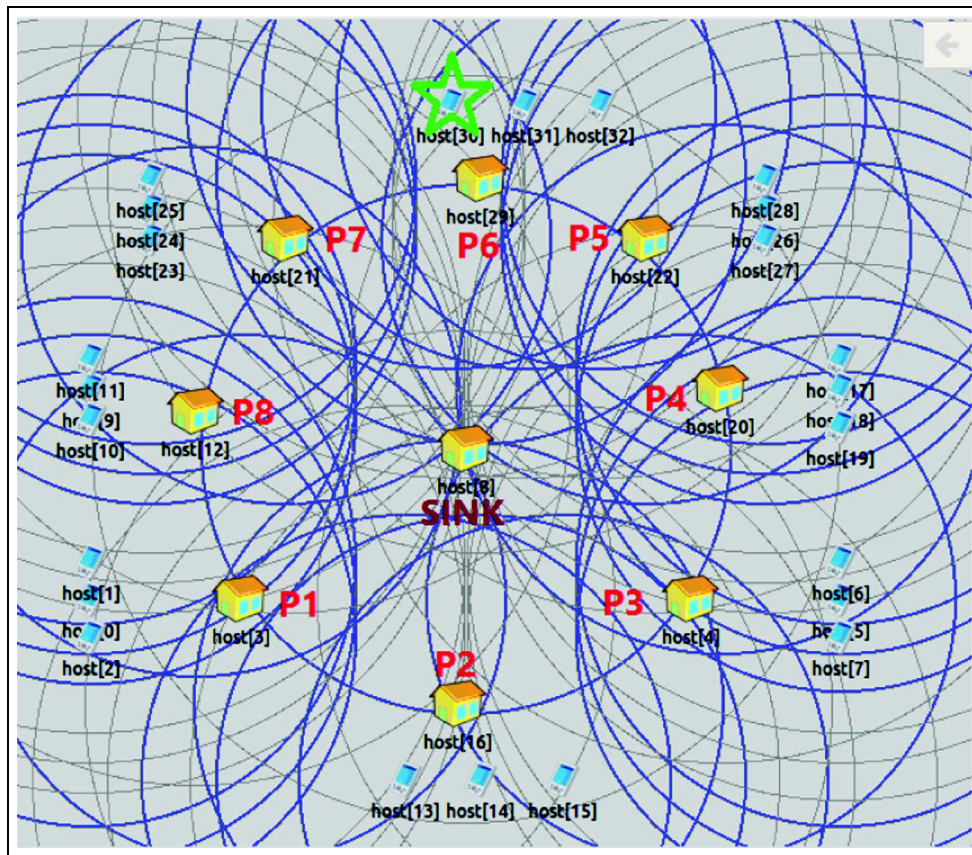 host[30] host[31] host[32]
host[25]
host[24]
host[23]
host[29]
P7
P6
P5
host[28]
host[27]
host[21]
host[22]
host[11]
host[10]
P8
host[12]
P4
host[20]
host[19]
host[8]
SINK
host[1]
host[2]
P1
host[3]
P3
host[4]
host[6]
host[7]
P2
host[16]
host[13] host[14] host[15]